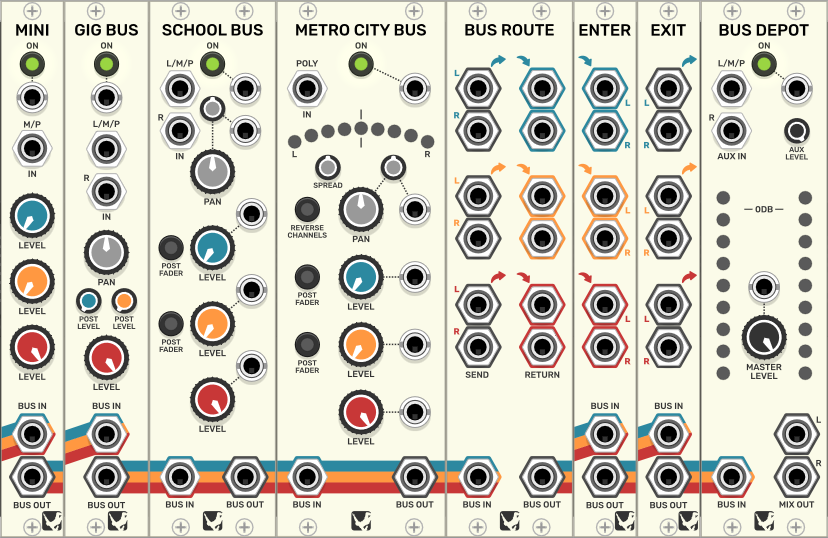 MINI
ON
M/P
IN
LEVEL
LEVEL
LEVEL
BUS IN
BUS OUT
GIG BUS
ON
L/M/P
R
IN
PAN
POST LEVEL
POST LEVEL
LEVEL
BUS IN
BUS OUT
SCHOOL BUS
ON
L/M/P
R
IN
PAN
POST
FADER
LEVEL
POST
FADER
LEVEL
LEVEL
BUS IN
BUS OUT
METRO CITY BUS
POLY
ON
IN
L
R
SPREAD
REVERSE
CHANNELS
PAN
POST
FADER
LEVEL
POST
FADER
LEVEL
LEVEL
BUS IN
BUS OUT
BUS ROUTE
L
R
L
R
L
R
SEND
RETURN
BUS IN
BUS OUT
ENTER
L
R
L
R
L
R
BUS IN
BUS OUT
EXIT
L
R
L
R
L
R
BUS IN
BUS OUT
BUS DEPOT
ON
L/M/P
R
AUX IN
AUX
LEVEL
0DB
MASTER
LEVEL
L
R
BUS IN
MIX OUT